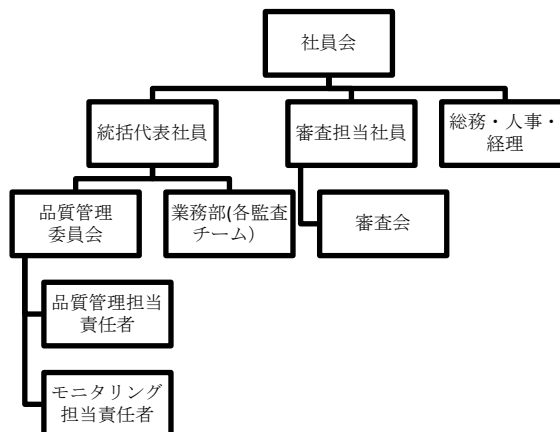 社員会
統括代表社員
審査担当社員
総務・人事・
経理
品質管理
委員会
業務部(各監査
チーム）
審査会
品質管理担当
責任者
モニタリング
担当責任者